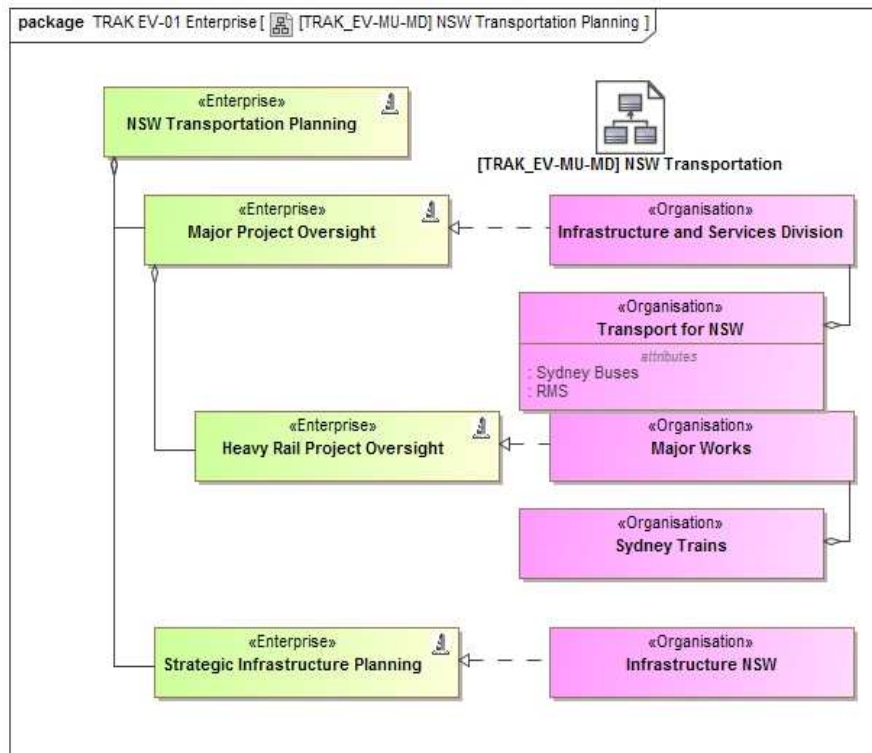 package TRAK EV-01 Enterprise [ [TRAK_EV-MU-MD] NSW Transportation Planning ]
«Enterprise»
NSW Transportation Planning
[TRAK_EV-MU-MD] NSW Transportation
«Enterprise»
Major Project Oversight
«Organisation»
Infrastructure and Services Division
«Organisation»
Transport for NSW
attributes
: Sydney Buses
: RMS
«Enterprise»
Heavy Rail Project Oversight
«Organisation»
Major Works
«Organisation»
Sydney Trains
«Enterprise»
Strategic Infrastructure Planning
«Organisation»
Infrastructure NSW